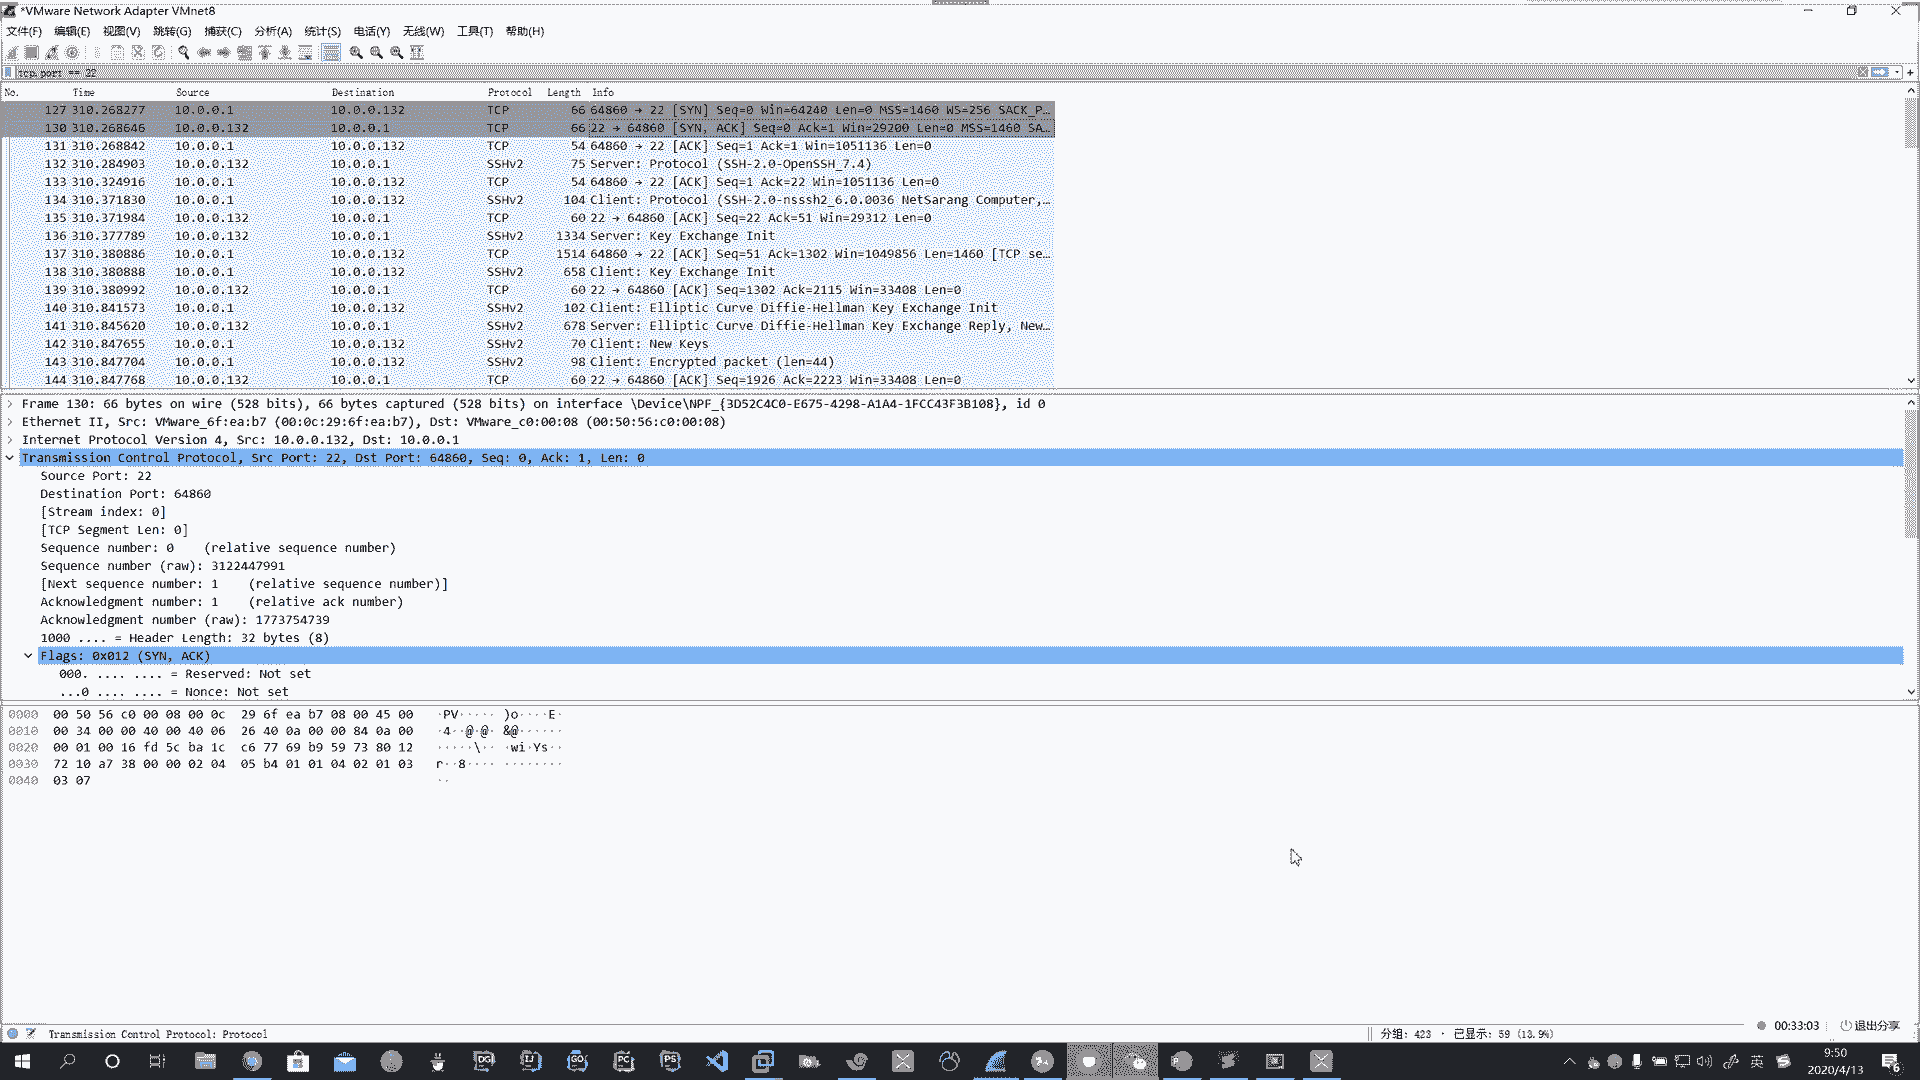 *VMware Network Adapter VMnet8
文件(F) 编辑(E) 视图(V) 跳转(G) 捕获(C) 分析(A) 统计(S) 电话(Y) 无线(W) 工具(T) 帮助(H)
tcp.port == 22
No. Time Source Destination Protocol Length Info
127 310.268277 10.0.0.1 10.0.0.132 TCP 66 64860 → 22 [SYN] Seq=0 Win=64240 Len=0 MSS=1460 WS=256 SACK_P…
130 310.268646 10.0.0.132 10.0.0.1 TCP 66 22 → 64860 [SYN, ACK] Seq=0 Ack=1 Win=29200 Len=0 MSS=1460 SA…
131 310.268842 10.0.0.1 10.0.0.132 TCP 54 64860 → 22 [ACK] Seq=1 Ack=1 Win=1051136 Len=0
132 310.284903 10.0.0.132 10.0.0.1 SSHv2 75 Server: Protocol (SSH-2.0-OpenSSH_7.4)
133 310.324916 10.0.0.1 10.0.0.132 TCP 54 64860 → 22 [ACK] Seq=1 Ack=22 Win=1051136 Len=0
134 310.371830 10.0.0.1 10.0.0.132 SSHv2 104 Client: Protocol (SSH-2.0-nsssh2_6.0.0036 NetSarang Computer,…
135 310.371984 10.0.0.132 10.0.0.1 TCP 60 22 → 64860 [ACK] Seq=22 Ack=51 Win=29312 Len=0
136 310.377789 10.0.0.132 10.0.0.1 SSHv2 1334 Server: Key Exchange Init
137 310.380886 10.0.0.1 10.0.0.132 TCP 1514 64860 → 22 [ACK] Seq=51 Ack=1302 Win=1049856 Len=1460 [TCP se…
138 310.380888 10.0.0.1 10.0.0.132 SSHv2 658 Client: Key Exchange Init
139 310.380992 10.0.0.132 10.0.0.1 TCP 60 22 → 64860 [ACK] Seq=1302 Ack=2115 Win=33408 Len=0
140 310.841573 10.0.0.1 10.0.0.132 SSHv2 102 Client: Elliptic Curve Diffie-Hellman Key Exchange Init
141 310.845620 10.0.0.132 10.0.0.1 SSHv2 678 Server: Elliptic Curve Diffie-Hellman Key Exchange Reply, New…
142 310.847655 10.0.0.1 10.0.0.132 SSHv2 70 Client: New Keys
143 310.847704 10.0.0.1 10.0.0.132 SSHv2 98 Client: Encrypted packet (len=44)
144 310.847768 10.0.0.132 10.0.0.1 TCP 60 22 → 64860 [ACK] Seq=1926 Ack=2223 Win=33408 Len=0
Frame 130: 66 bytes on wire (528 bits), 66 bytes captured (528 bits) on interface \Device\NPF_{3D52C4C0-E675-4298-A1A4-1FCC43F3B108}, id 0
Ethernet II, Src: VMware_6f:ea:b7 (00:0c:29:6f:ea:b7), Dst: VMware_c0:00:08 (00:50:56:c0:00:08)
Internet Protocol Version 4, Src: 10.0.0.132, Dst: 10.0.0.1
Transmission Control Protocol, Src Port: 22, Dst Port: 64860, Seq: 0, Ack: 1, Len: 0
Source Port: 22
Destination Port: 64860
[Stream index: 0]
[TCP Segment Len: 0]
Sequence number: 0 (relative sequence number)
Sequence number (raw): 3122447991
[Next sequence number: 1 (relative sequence number)]
Acknowledgment number: 1 (relative ack number)
Acknowledgment number (raw): 1773754739
1000 .... = Header Length: 32 bytes (8)
Flags: 0x012 (SYN, ACK)
000. .... .... = Reserved: Not set
...0 .... .... = Nonce: Not set
0000 00 50 56 c0 00 08 00 0c 29 6f ea b7 08 00 45 00 ·PV····· )o····E·
0010 00 34 00 00 40 00 40 06 26 40 0a 00 00 84 0a 00 ·4··@·@· &@······
0020 00 01 00 16 fd 5c ba 1c c6 77 69 b9 59 73 80 12 ·····\·· ·wi·Ys··
0030 72 10 a7 38 00 00 02 04 05 b4 01 01 04 02 01 03 r··8···· ········
0040 03 07 ··
Transmission Control Protocol: Protocol
分组: 423 · 已显示: 59 (13.9%)
00:33:03 退出分享
DG IJ GO PC PS
英
9:50
2020/4/13
6